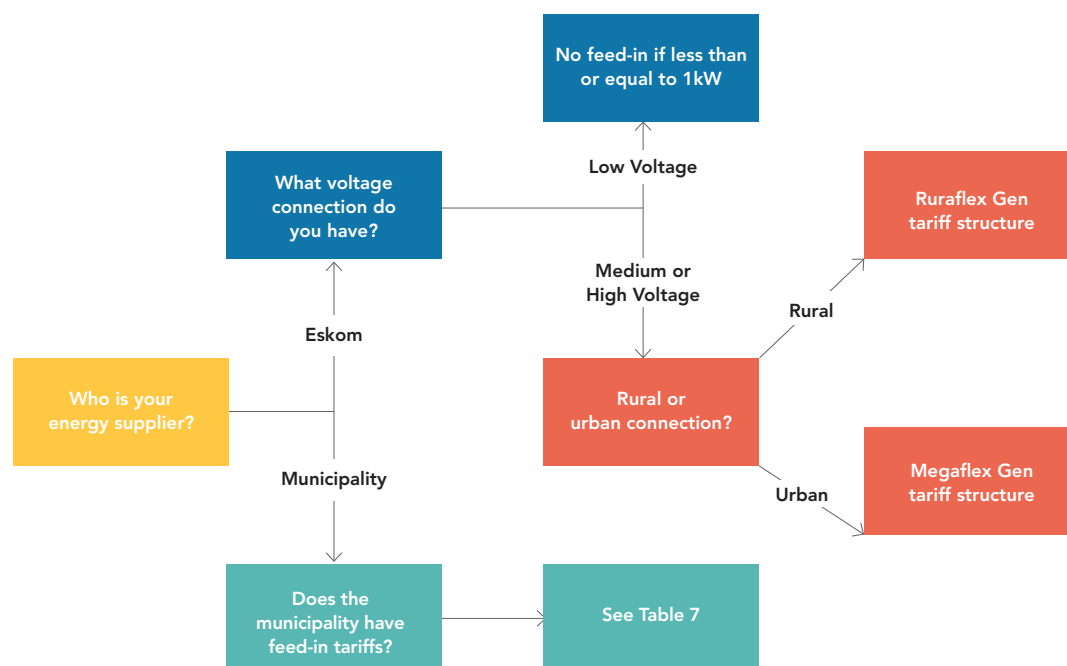 No feed-in if less than
or equal to 1kW
Low Voltage
What voltage
connection do
you have?
Ruraflex Gen
tariff structure
Medium or
High Voltage
Rural
Eskom
Who is your
energy supplier?
Rural or
urban connection?
Municipality
Urban
Megaflex Gen
tariff structure
Does the
municipality have
feed-in tariffs?
See Table 7